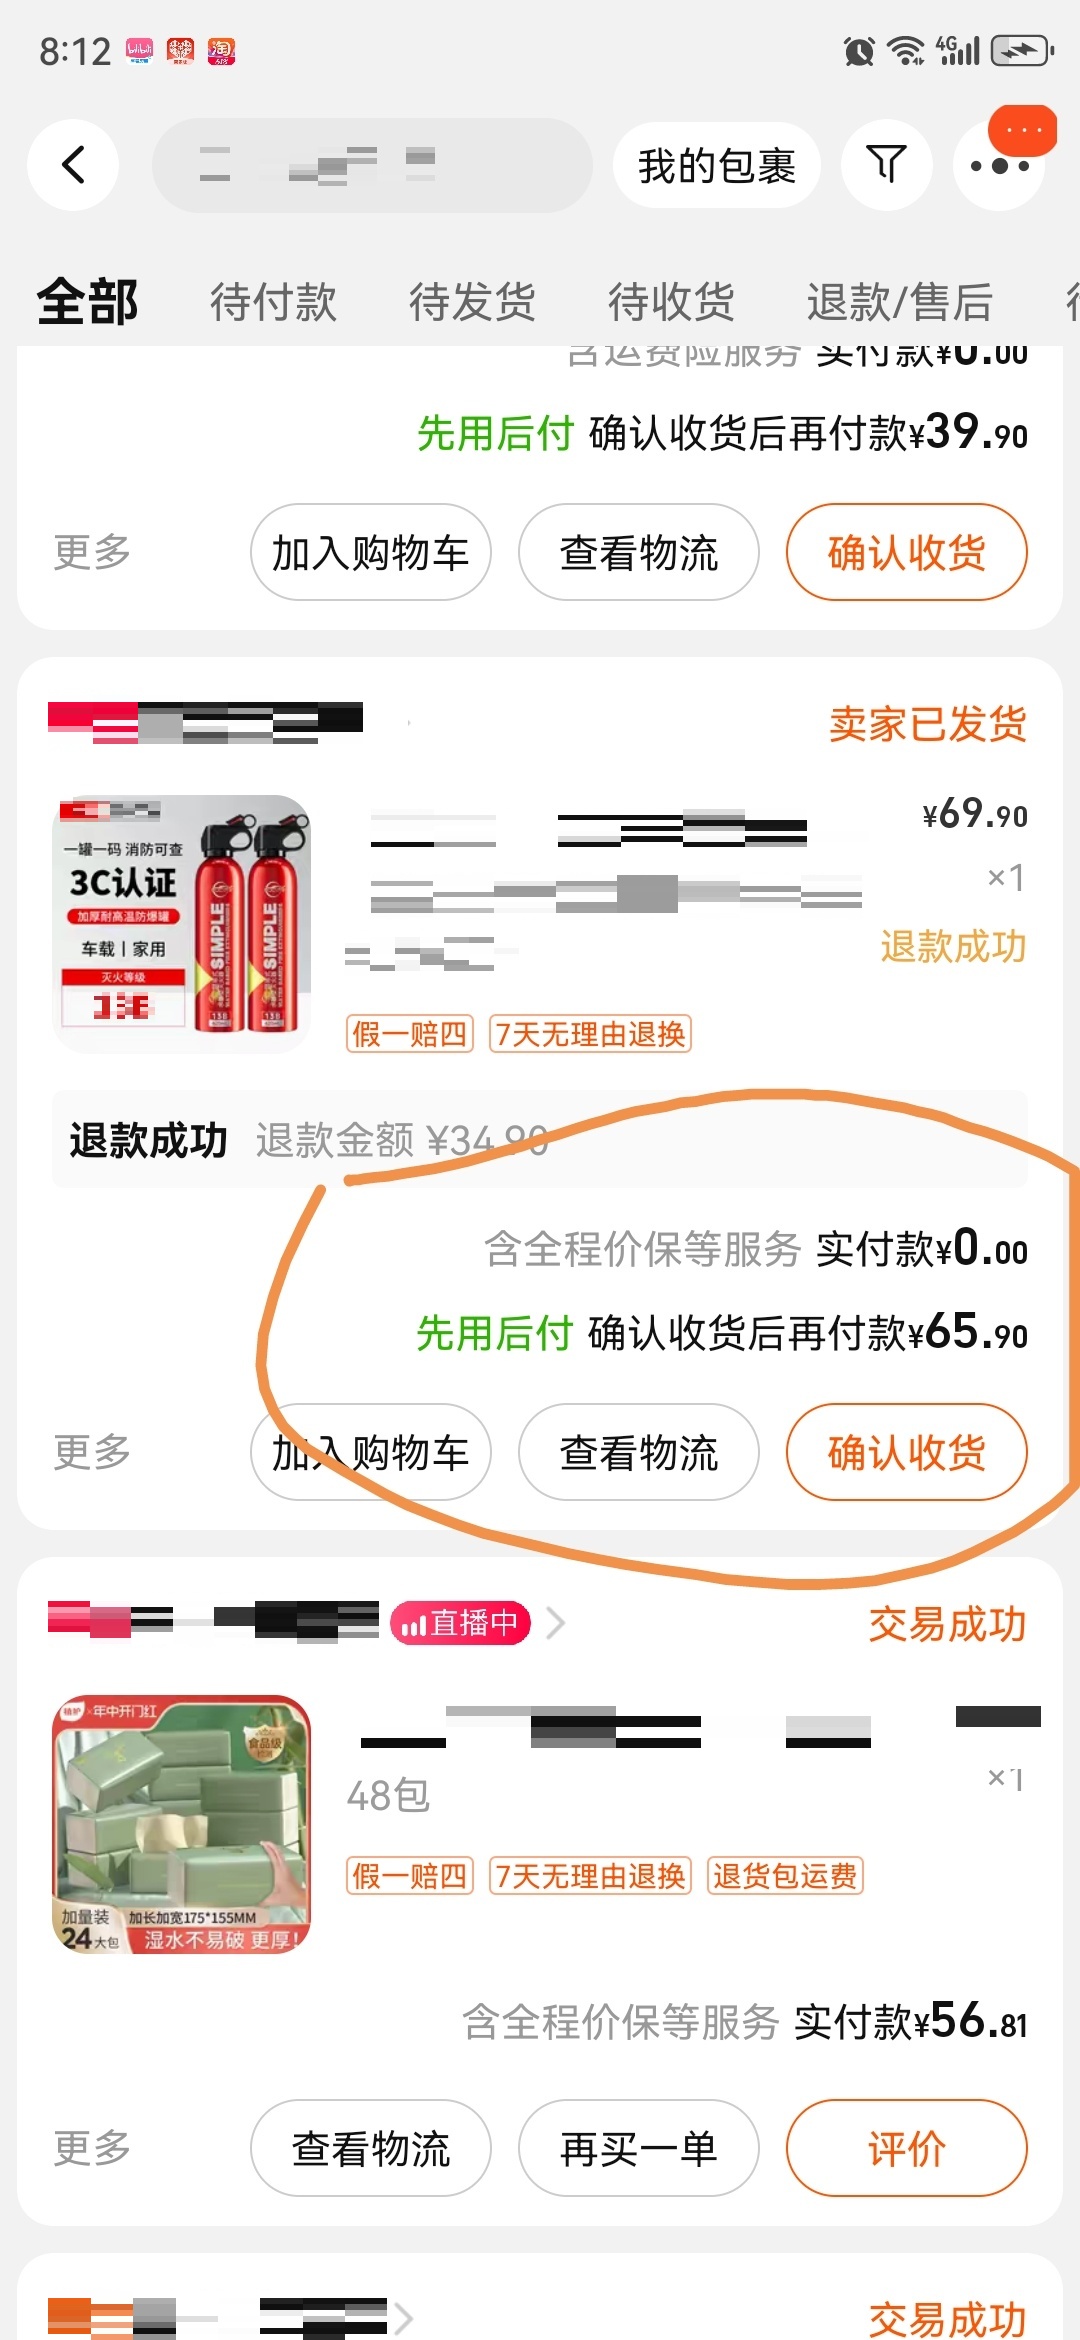 8:12
4G
我的包裹
全部 待付款 待发货 待收货 退款/售后
含运费险服务 实付款¥0.00
先用后付 确认收货后再付款¥39.90
更多 加入购物车 查看物流 确认收货
卖家已发货
一罐一码 消防可查
3C认证
加厚耐高温防爆罐
车载|家用
灭火等级
SIMPLE SIMPLE
¥69.90
×1
退款成功
假一赔四 7天无理由退换
退款成功 退款金额 ¥34.90
含全程价保等服务 实付款¥0.00
先用后付 确认收货后再付款¥65.90
更多 加入购物车 查看物流 确认收货
直播中
交易成功
植护 × 年中开门红
食品级
加量装
24大包
加长加宽175*155MM
湿水不易破 更厚!
48包
×1
假一赔四 7天无理由退换 退货包运费
含全程价保等服务 实付款¥56.81
更多 查看物流 再买一单 评价
交易成功